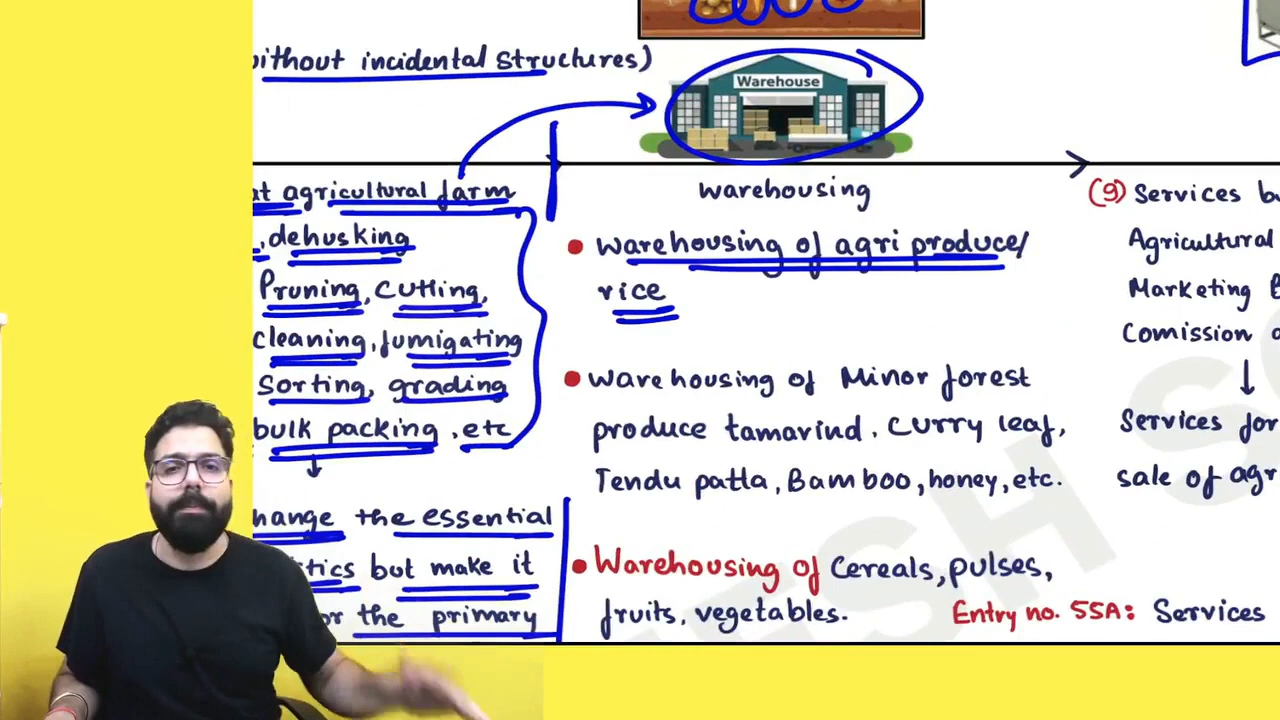 without incidental structures)
Warehouse
at agricultural farm
, dehusking
Pruning, cutting,
cleaning, fumigating
Sorting, grading
bulk packing, etc
change the essential
but make it
for the primary
warehousing
• warehousing of agri produce/
rice
• Warehousing of Minor forest
produce tamarind, curry leaf,
Tendu patta, Bamboo, honey, etc.
• Warehousing of Cereals, pulses,
fruits, vegetables.
Entry no. 55A: Services
(9) Services
Agricultural
Marketing
Comission
↓
Services for
sale of